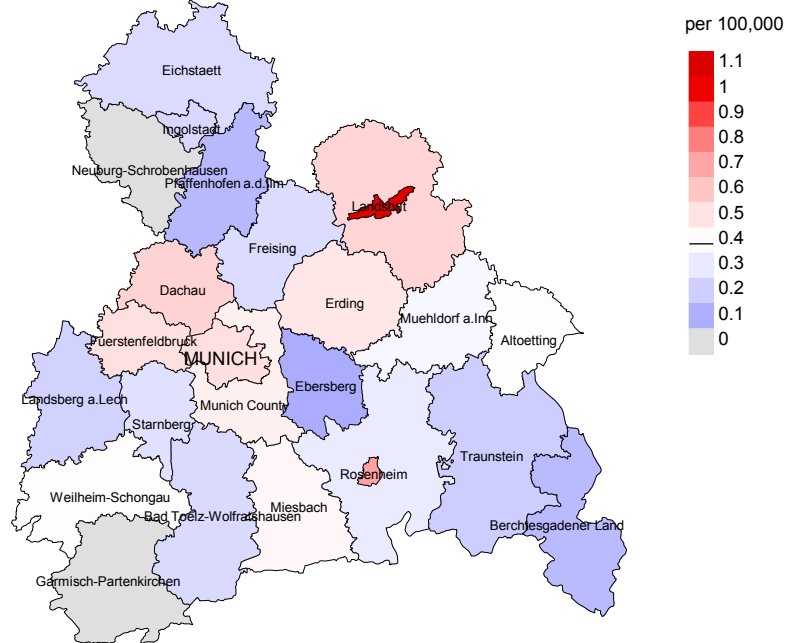 per 100,000
1.1
1
0.9
0.8
0.7
0.6
0.5
0.4
0.3
0.2
0.1
0
Eichstaett
Ingolstadt
Neuburg-Schrobenhausen
Pfaffenhofen a.d.Ilm
Landshut
Freising
Dachau
Erding
Muehldorf a.Inn
Altoetting
Fuerstenfeldbruck
MUNICH
Ebersberg
Landsberg a.Lech
Munich County
Starnberg
Traunstein
Rosenheim
Weilheim-Schongau
Miesbach
Bad Toelz-Wolfratshausen
Berchtesgadener Land
Garmisch-Partenkirchen